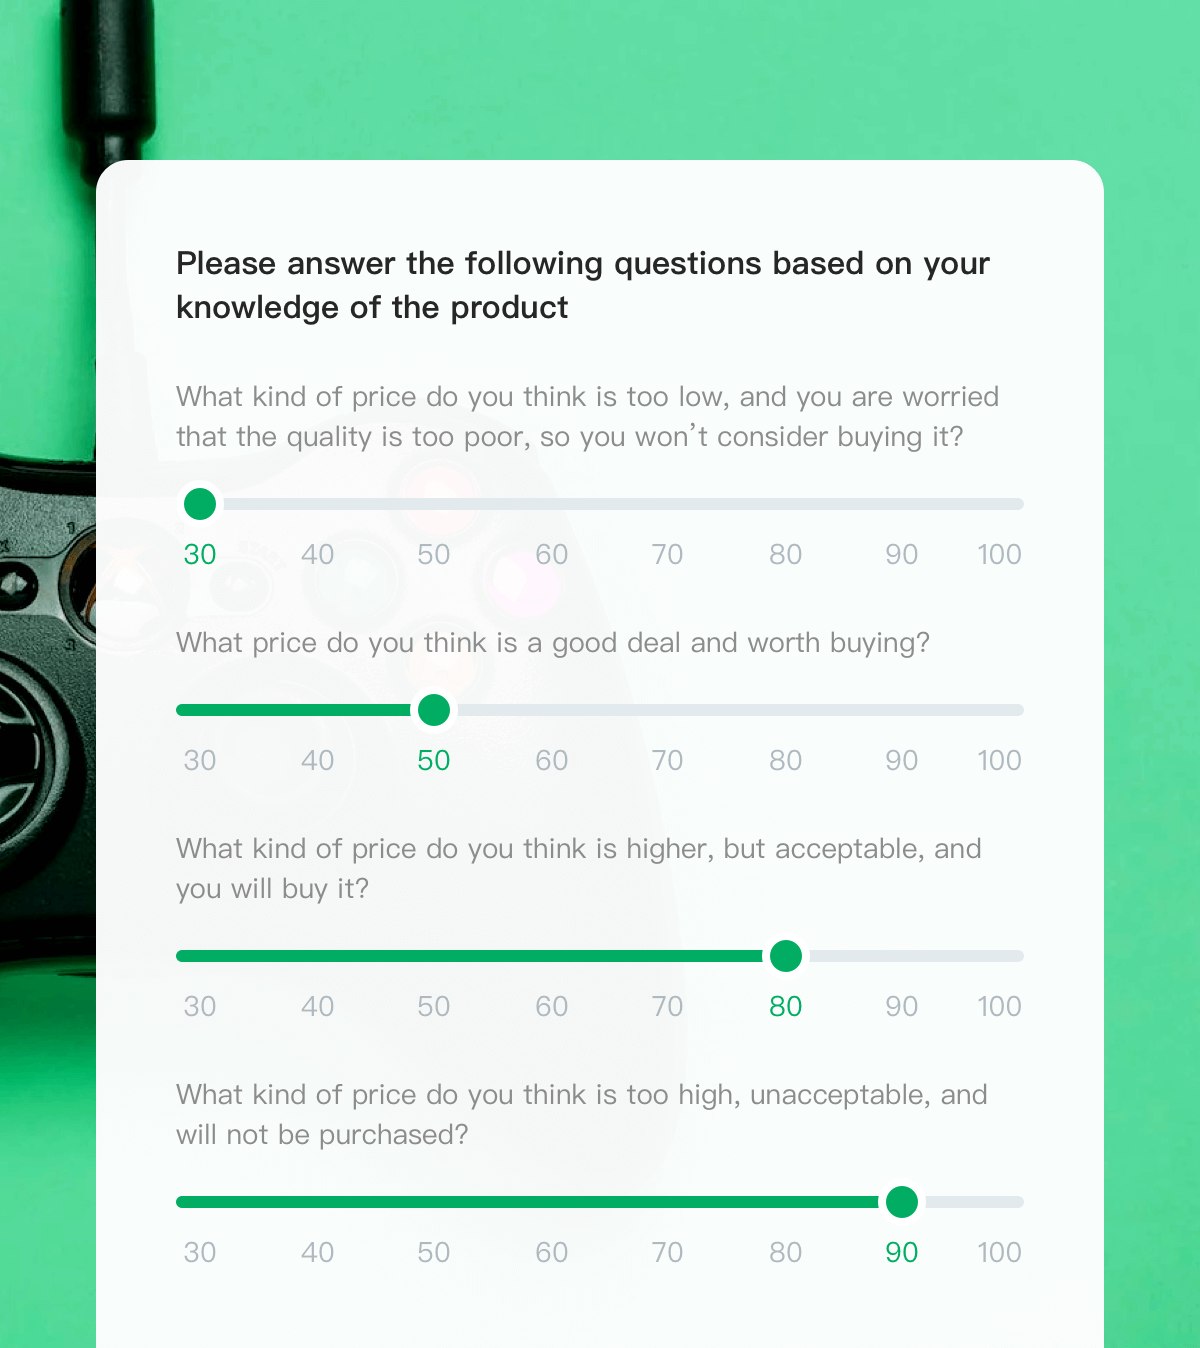 Please answer the following questions based on your
knowledge of the product
What kind of price do you think is too low, and you are worried
that the quality is too poor, so you won’t consider buying it?
30 40 50 60 70 80 90 100
What price do you think is a good deal and worth buying?
30 40 50 60 70 80 90 100
What kind of price do you think is higher, but acceptable, and
you will buy it?
30 40 50 60 70 80 90 100
What kind of price do you think is too high, unacceptable, and
will not be purchased?
30 40 50 60 70 80 90 100